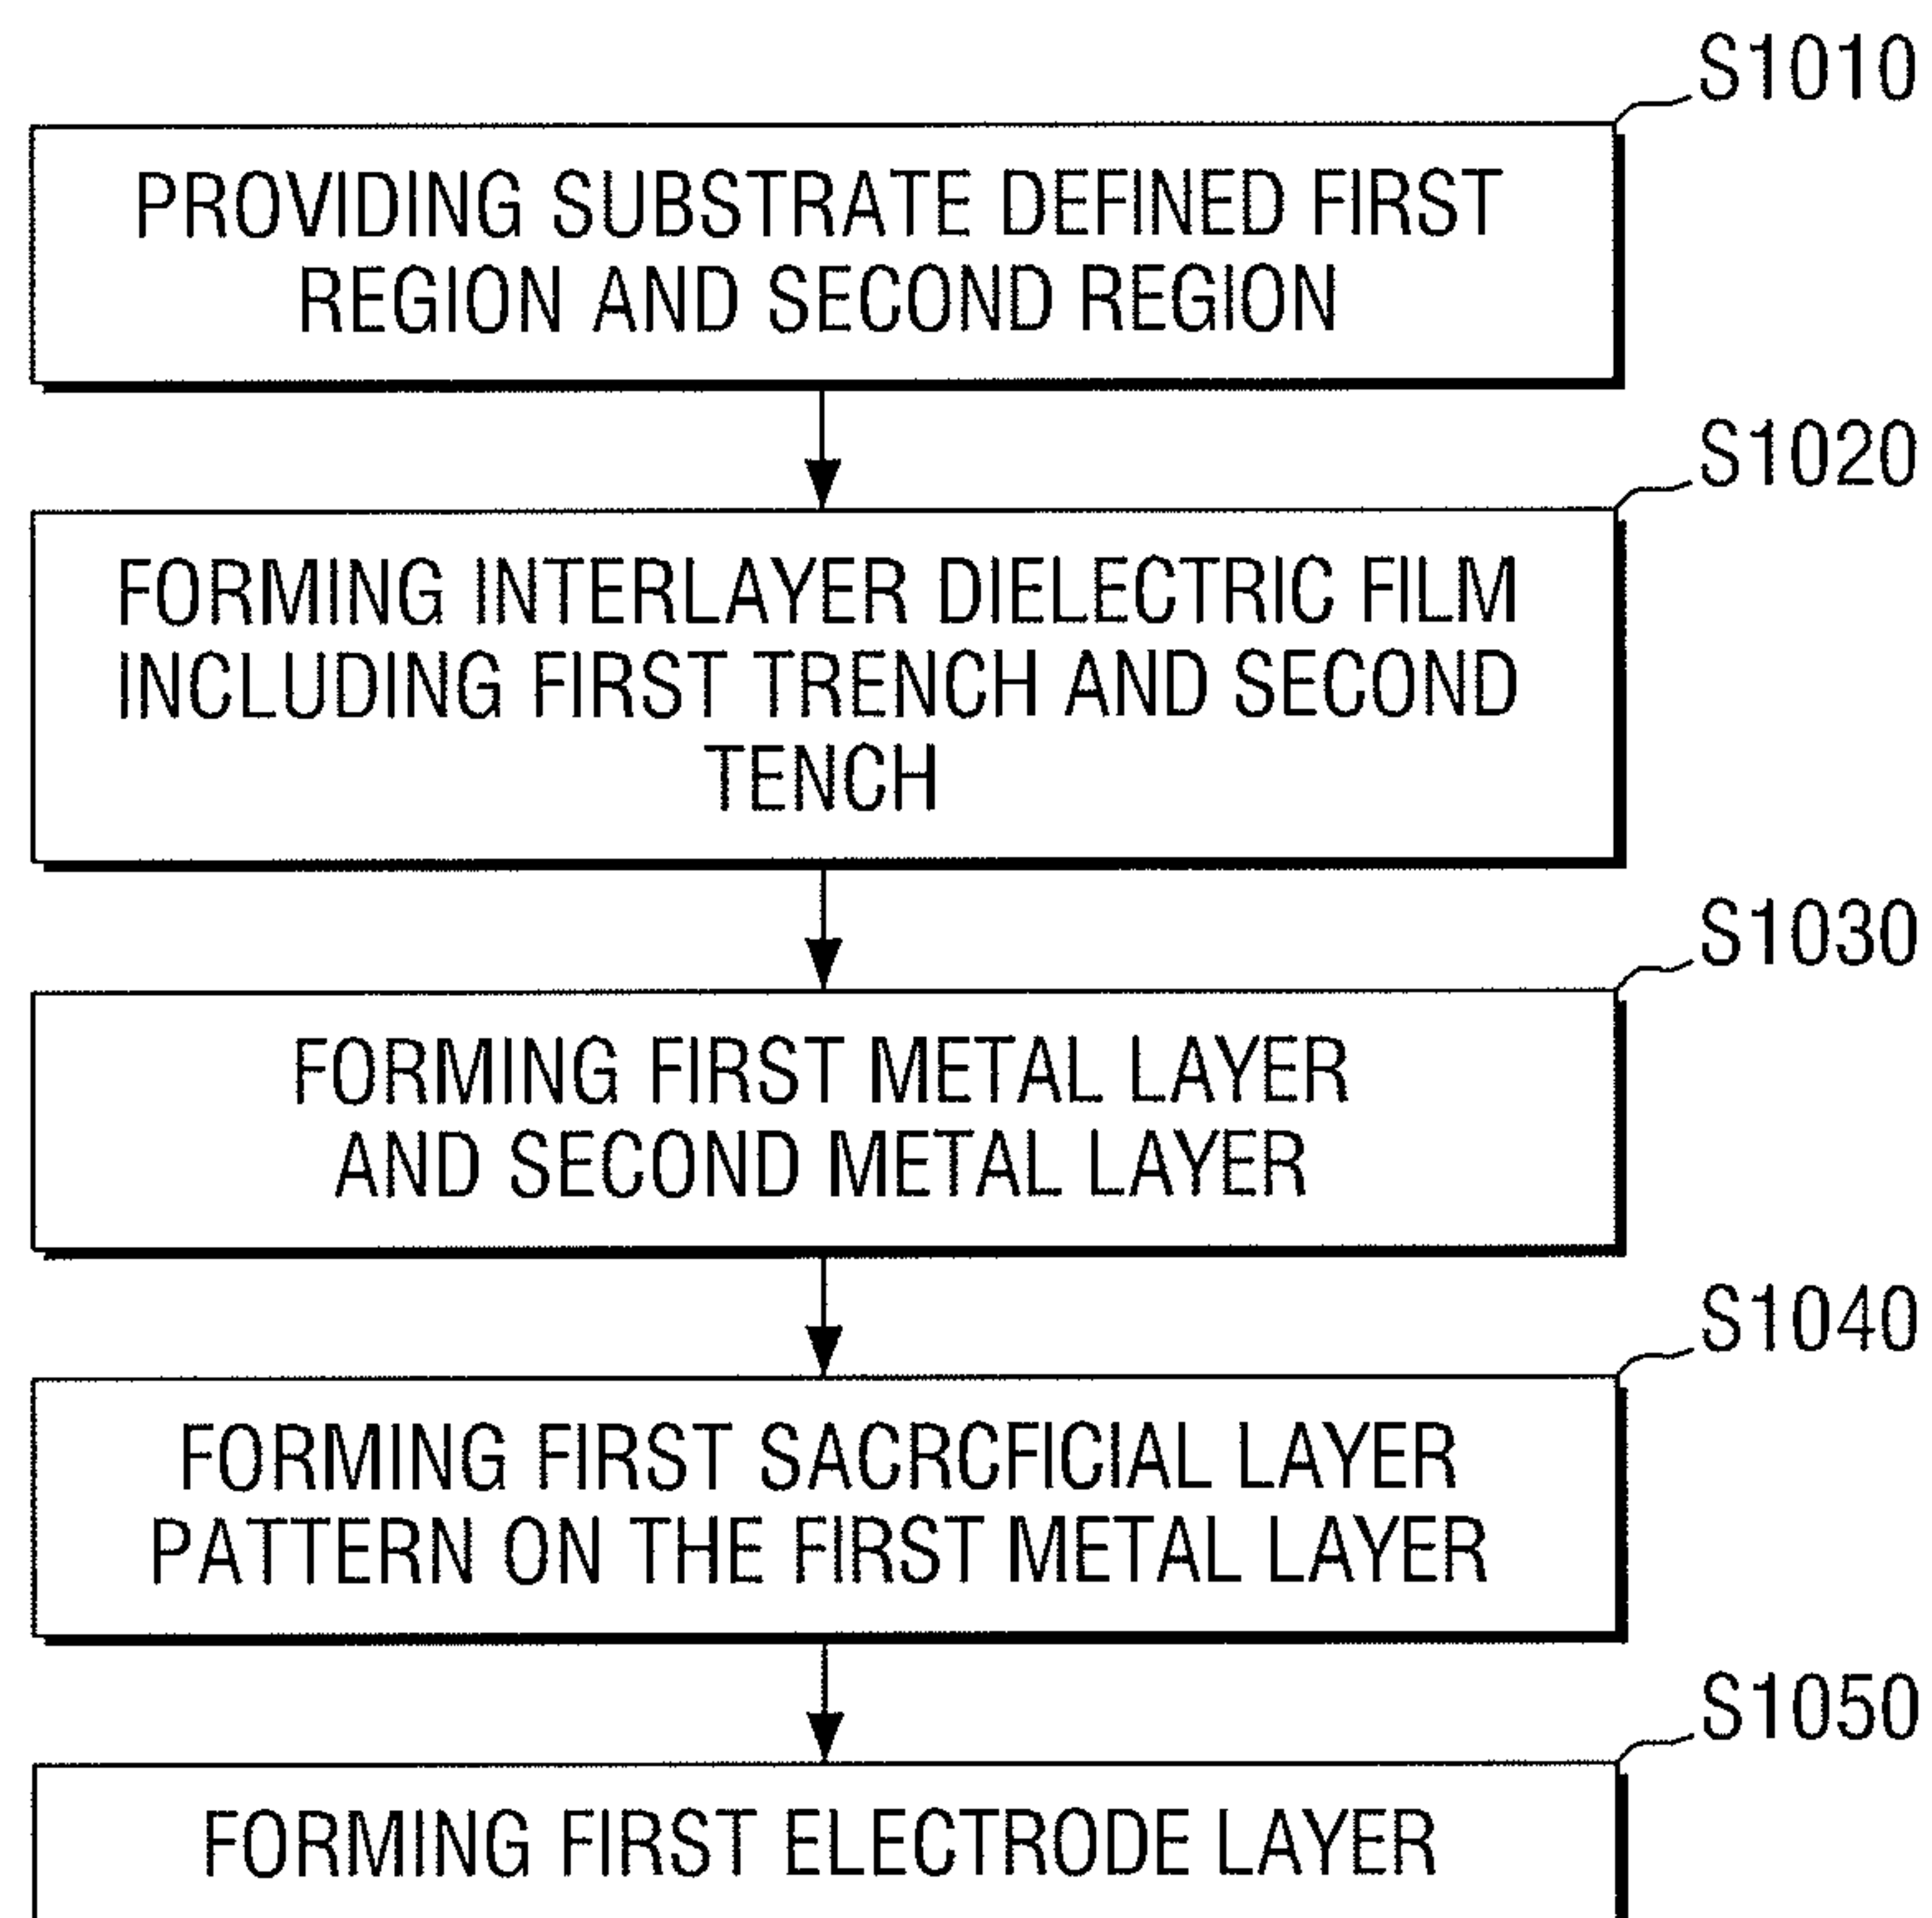 S1010
PROVIDING SUBSTRATE DEFINED FIRST
REGION AND SECOND REGION
S1020
FORMING INTERLAYER DIELECTRIC FILM
INCLUDING FIRST TRENCH AND SECOND
TENCH
S1030
FORMING FIRST METAL LAYER
AND SECOND METAL LAYER
S1040
FORMING FIRST SACRCFICIAL LAYER
PATTERN ON THE FIRST METAL LAYER
S1050
FORMING FIRST ELECTRODE LAYER